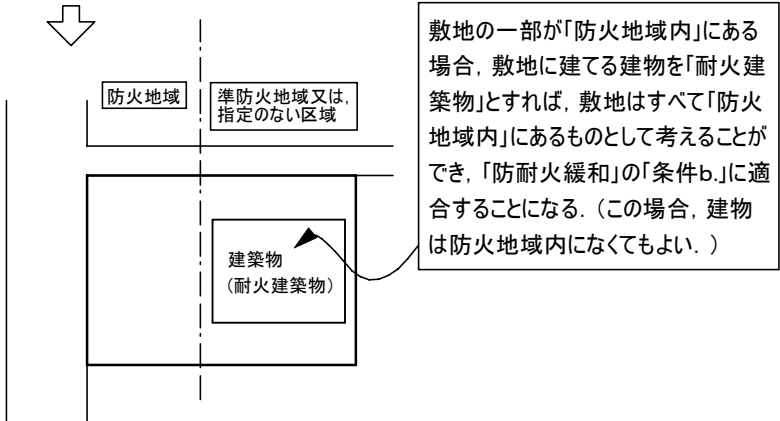 防火地域
準防火地域又は,
指定のない区域
建築物
(耐火建築物)
敷地の一部が「防火地域内」にある
場合, 敷地に建てる建物を「耐火建
築物」とすれば, 敷地はすべて「防火
地域内」にあるものとして考えることが
でき, 「防耐火緩和」の「条件b.」に適
合することになる. (この場合, 建物
は防火地域内になくてもよい. )